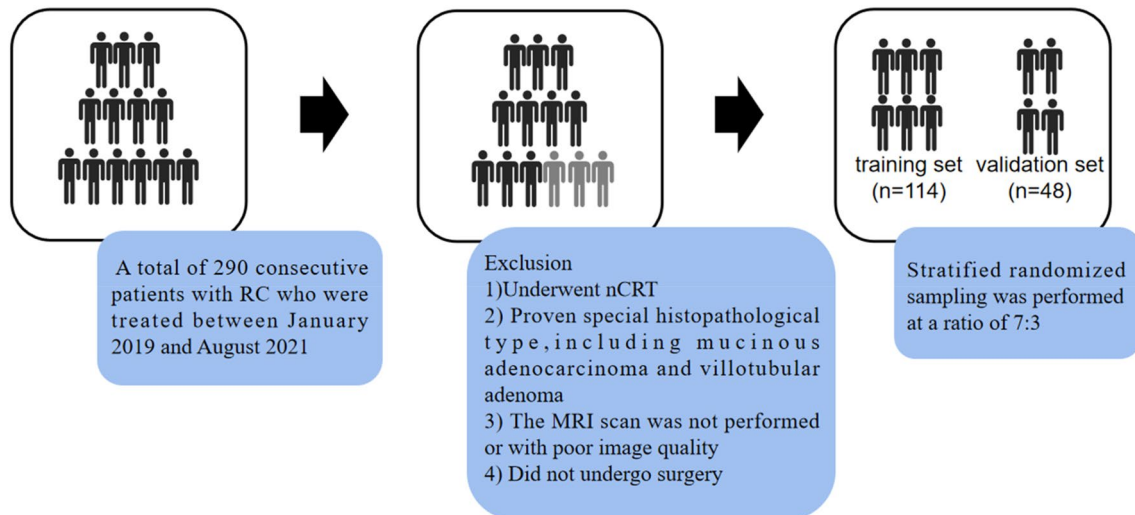 A total of 290 consecutive
patients with RC who were
treated between January
2019 and August 2021
Exclusion
1)Underwent nCRT
2) Proven special histopathological
type,including mucinous
adenocarcinoma and villotubular
adenoma
3) The MRI scan was not performed
or with poor image quality
4) Did not undergo surgery
training set validation set
(n=114) (n=48)
Stratified randomized
sampling was performed
at a ratio of 7:3